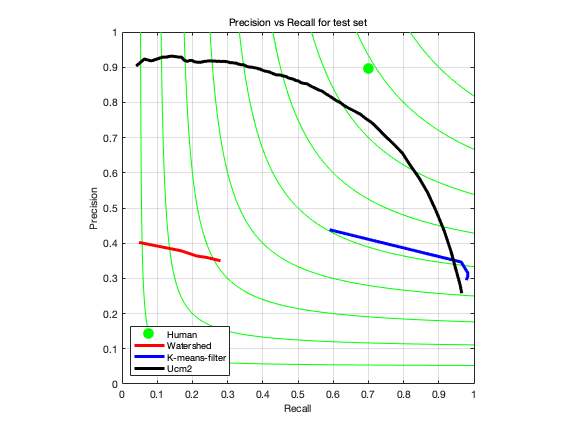 Precision vs Recall for test set
1
0.9
0.8
0.7
0.6
0.5
0.4
0.3
0.2
0.1
0
Precision
Human
Watershed
K-means-filter
Ucm2
0 0.1 0.2 0.3 0.4 0.5 0.6 0.7 0.8 0.9 1
Recall